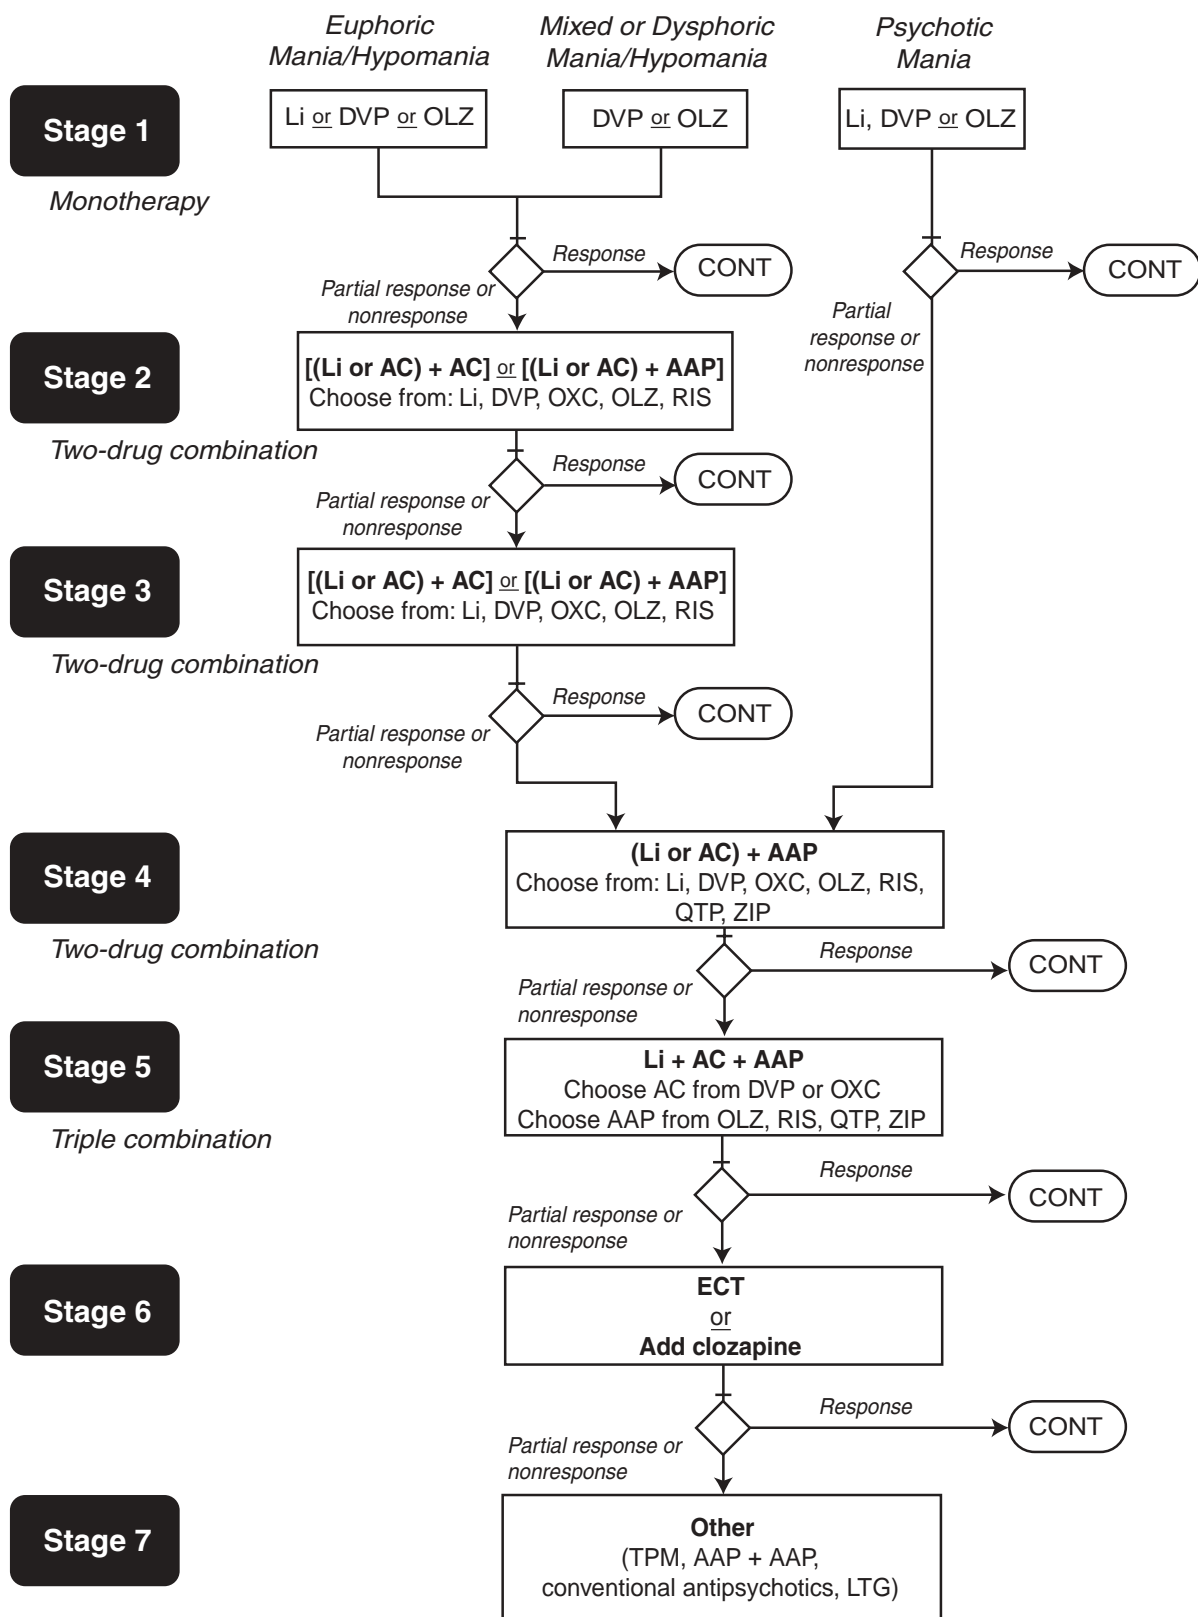 Euphoric
Mania/Hypomania
Mixed or Dysphoric
Mania/Hypomania
Psychotic
Mania
Stage 1
Monotherapy
Li or DVP or OLZ
DVP or OLZ
Li, DVP or OLZ
Response
CONT
Partial response or
nonresponse
Response
CONT
Partial
response or
nonresponse
Stage 2
Two-drug combination
[(Li or AC) + AC] or [(Li or AC) + AAP]
Choose from: Li, DVP, OXC, OLZ, RIS
Response
CONT
Partial response or
nonresponse
Stage 3
Two-drug combination
[(Li or AC) + AC] or [(Li or AC) + AAP]
Choose from: Li, DVP, OXC, OLZ, RIS
Response
CONT
Partial response or
nonresponse
Stage 4
Two-drug combination
(Li or AC) + AAP
Choose from: Li, DVP, OXC, OLZ, RIS,
QTP, ZIP
Response
CONT
Partial response or
nonresponse
Stage 5
Triple combination
Li + AC + AAP
Choose AC from DVP or OXC
Choose AAP from OLZ, RIS, QTP, ZIP
Response
CONT
Partial response or
nonresponse
Stage 6
ECT
or
Add clozapine
Response
CONT
Partial response or
nonresponse
Stage 7
Other
(TPM, AAP + AAP,
conventional antipsychotics, LTG)